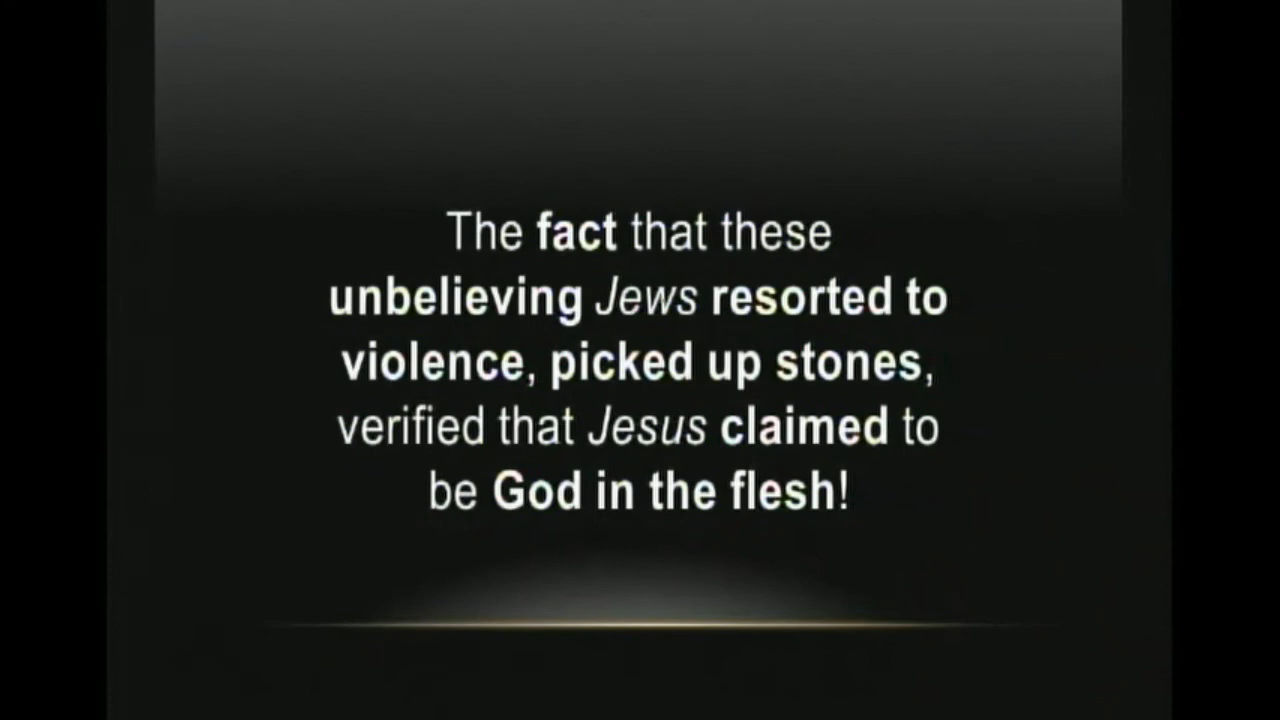 The fact that these
unbelieving Jews resorted to
violence, picked up stones,
verified that Jesus claimed to
be God in the flesh!